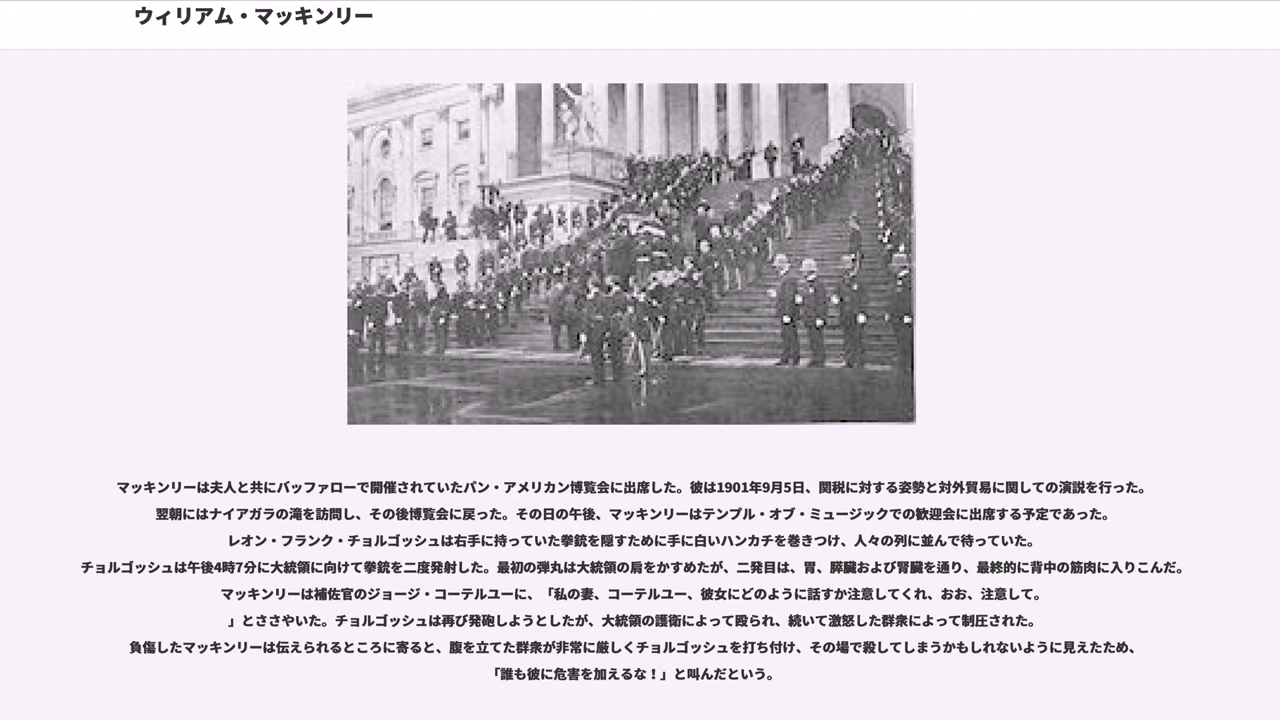 ウィリアム・マッキンリー
マッキンリーは夫人と共にバッファローで開催されていたパン・アメリカン博覧会に出席した。彼は1901年9月5日、関税に対する姿勢と対外貿易に関しての演説を行った。
翌朝にはナイアガラの滝を訪問し、その後博覧会に戻った。その日の午後、マッキンリーはテンプル・オブ・ミュージックでの歓迎会に出席する予定であった。
レオン・フランク・チョルゴッシュは右手に持っていた拳銃を隠すために手に白いハンカチを巻きつけ、人々の列に並んで待っていた。
チョルゴッシュは午後4時7分に大統領に向けて拳銃を二度発射した。最初の弾丸は大統領の肩をかすめたが、二発目は、胃、膵臓および腎臓を通り、最終的に背中の筋肉に入りこんだ。
マッキンリーは補佐官のジョージ・コーテルユーに、「私の妻、コーテルユー、彼女にどのように話すか注意してくれ、おお、注意して。
」とささやいた。チョルゴッシュは再び発砲しようとしたが、大統領の護衛によって殴られ、続いて激怒した群衆によって制圧された。
負傷したマッキンリーは伝えられるところに寄ると、腹を立てた群衆が非常に厳しくチョルゴッシュを打ち付け、その場で殺してしまうかもしれないように見えたため、
「誰も彼に危害を加えるな！」と叫んだという。